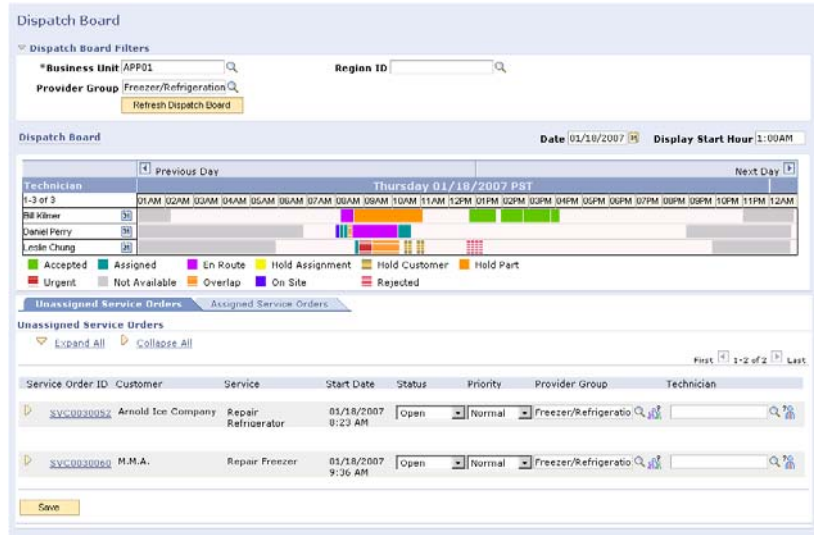 Dispatch Board
Dispatch Board Filters
*Business Unit APP01 Region ID
Provider Group Freezer/Refrigeration
Refresh Dispatch Board
Dispatch Board Date 01/18/2007 Display Start Hour 1:00AM
Previous Day Next Day
Technician Thursday 01/18/2007 PST
1-3 of 3 01AM 02AM 03AM 04AM 05AM 06AM 07AM 08AM 09AM 10AM 11AM 12PM 01PM 02PM 03PM 04PM 05PM 06PM 07PM 08PM 09PM 10PM 11PM 12AM
Bill Kilmer
Daniel Perry
Leslie Chung
Accepted Assigned En Route Hold Assignment Hold Customer Hold Part
Urgent Not Available Overlap On Site Rejected
Unassigned Service Orders Assigned Service Orders
Unassigned Service Orders
Expand All Collapse All
First 1-2 of 2 Last
Service Order ID Customer Service Start Date Status Priority Provider Group Technician
SVC0030052 Arnold Ice Company Repair Refrigerator 01/18/2007 8:23 AM Open Normal Freezer/Refrigeratio
SVC0030060 M.M.A. Repair Freezer 01/18/2007 9:36 AM Open Normal Freezer/Refrigeratio
Save